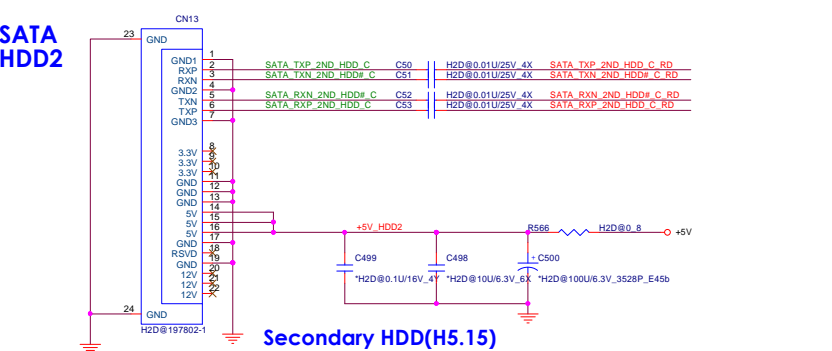 SATA
HDD2
CN13
23
GND
1
GND1
2
RXP
SATA_TXP_2ND_HDD_C
C50
H2D@0.01U/25V_4X
SATA_TXP_2ND_HDD_C_RD
3
RXN
SATA_TXN_2ND_HDD#_C
C51
H2D@0.01U/25V_4X
SATA_TXN_2ND_HDD#_C_RD
4
GND2
5
TXN
SATA_RXN_2ND_HDD#_C
C52
H2D@0.01U/25V_4X
SATA_RXN_2ND_HDD#_C_RD
6
TXP
SATA_RXP_2ND_HDD_C
C53
H2D@0.01U/25V_4X
SATA_RXP_2ND_HDD_C_RD
7
GND3
8
3.3V
9
3.3V
10
3.3V
11
GND
12
GND
13
GND
14
5V
15
5V
16
5V
+5V_HDD2
R566
H2D@0_8
+5V
17
GND
18
RSVD
19
GND
20
12V
21
12V
22
12V
C499
*H2D@0.1U/16V_4Y
C498
*H2D@10U/6.3V_6X
+
C500
*H2D@100U/6.3V_3528P_E45b
24
GND
H2D@197802-1
Secondary HDD(H5.15)